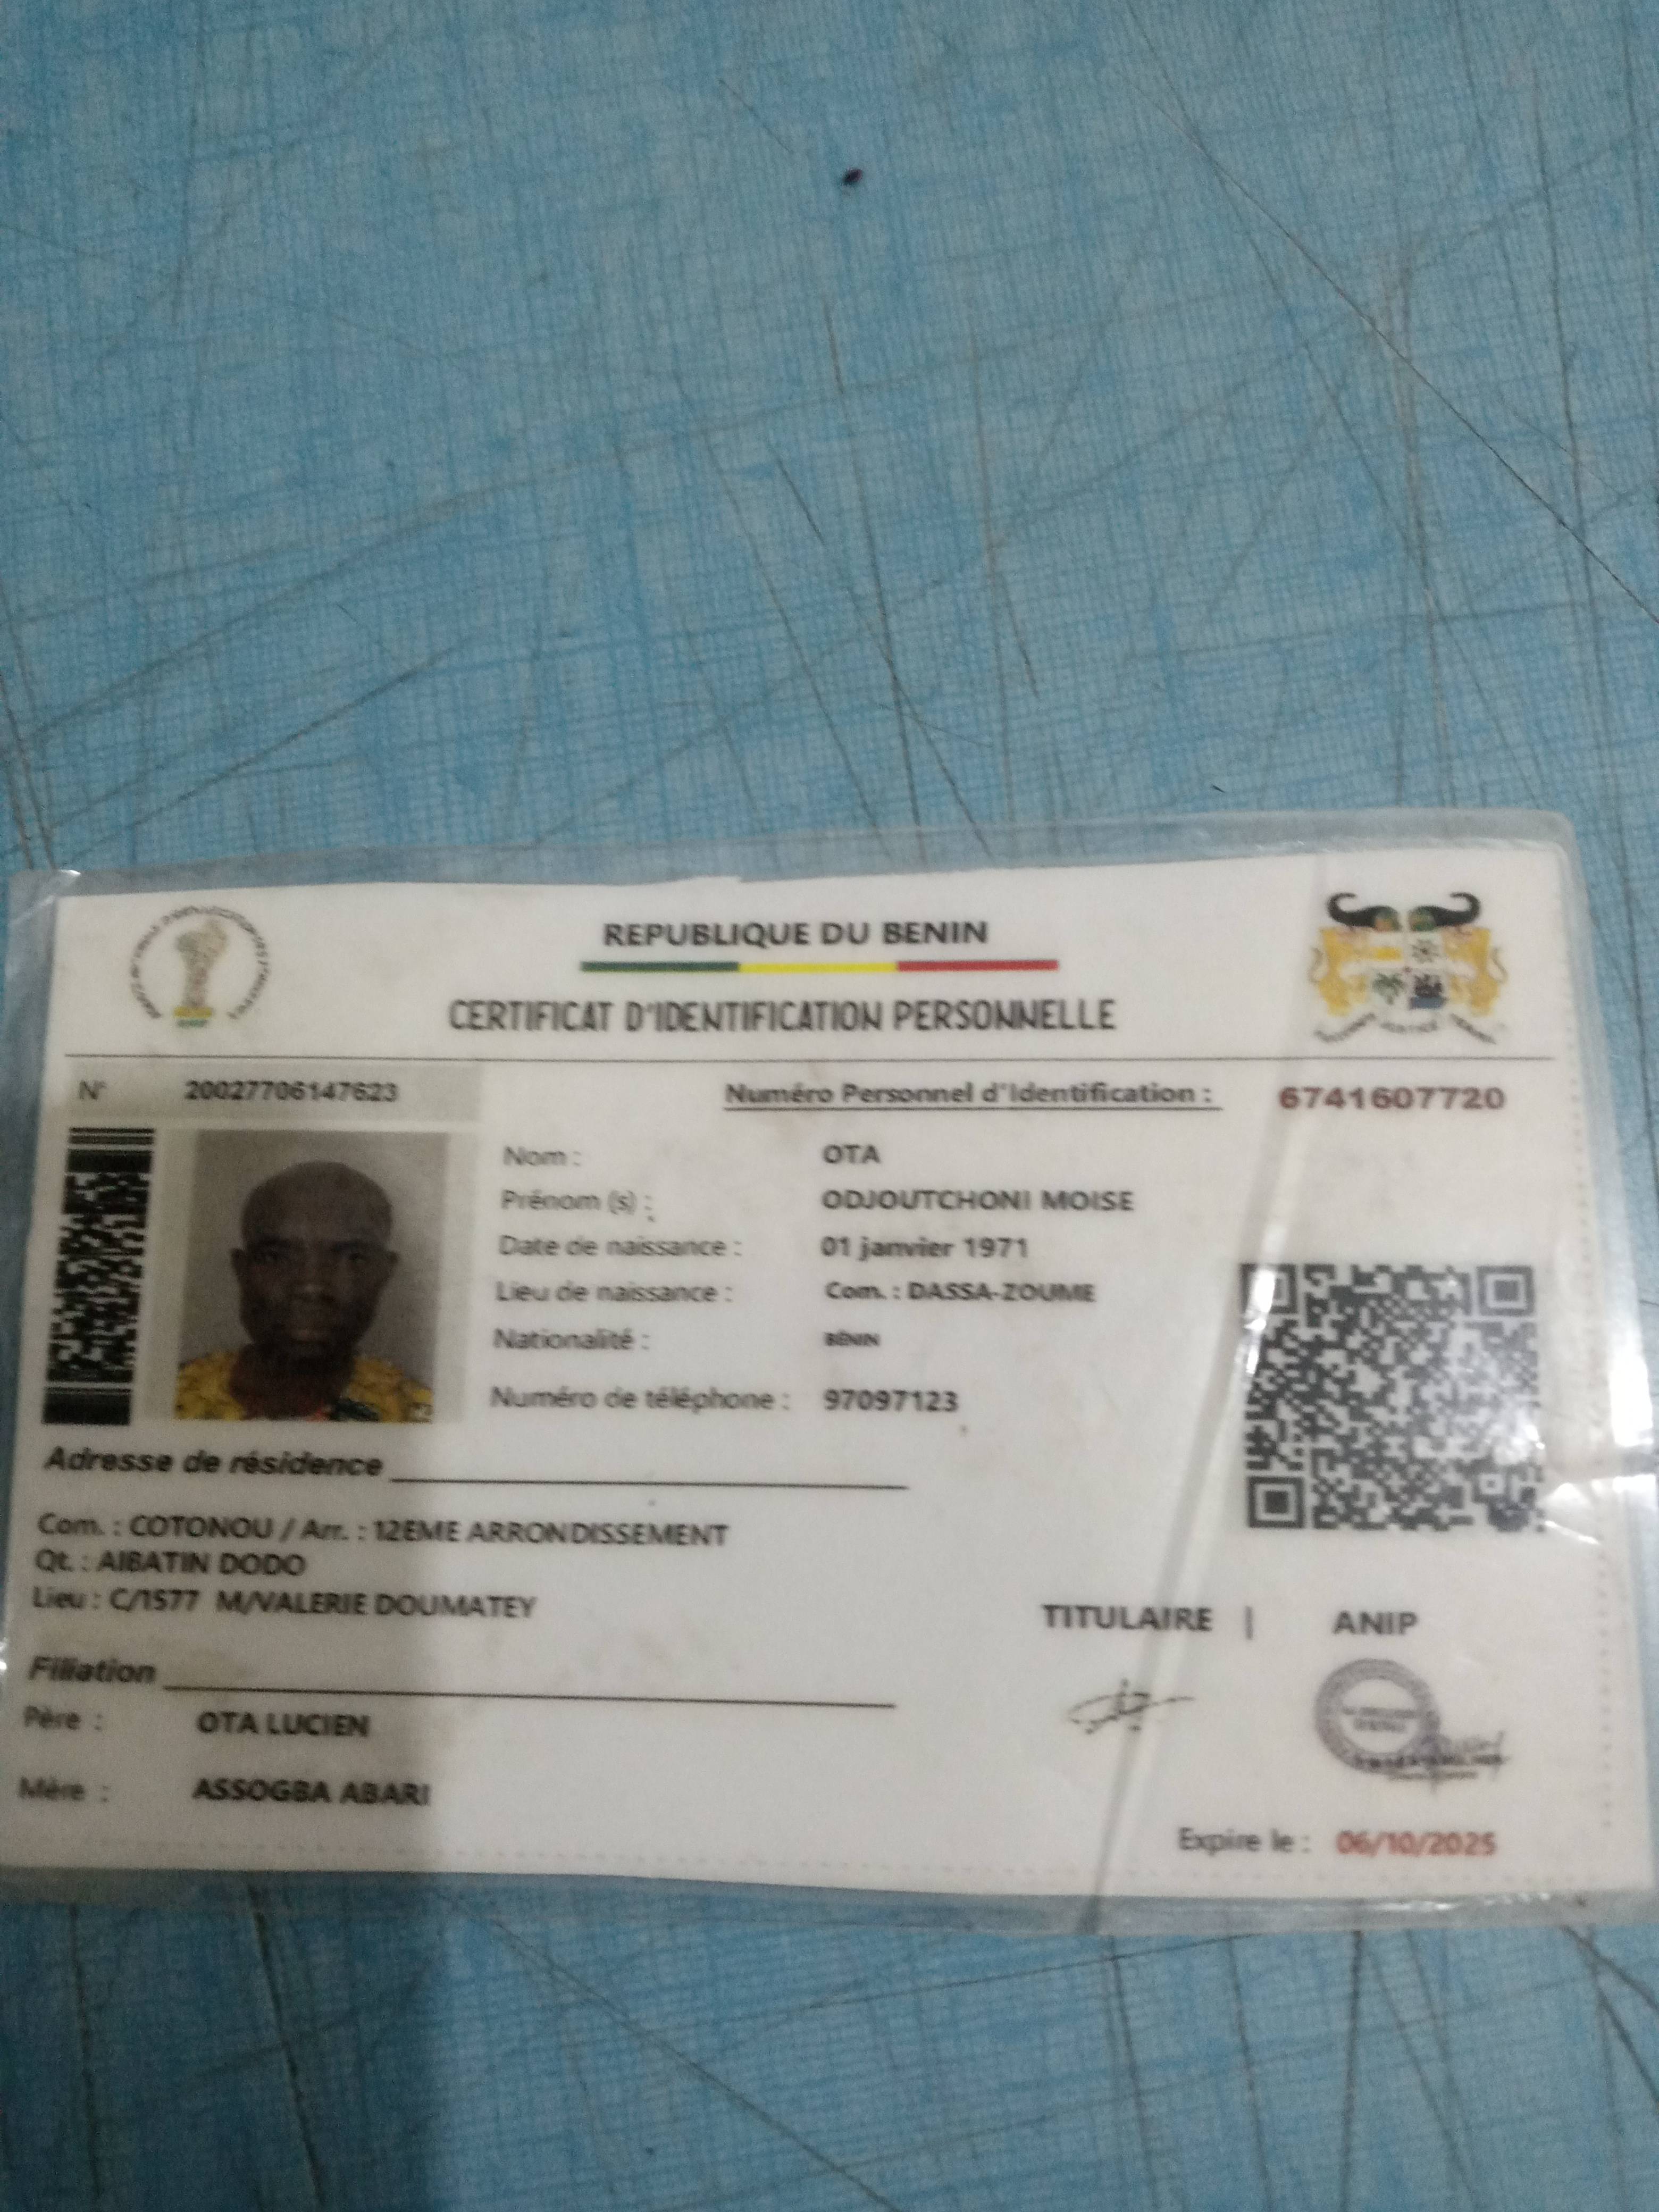 REPUBLIQUE DU BENIN
CERTIFICAT D'IDENTIFICATION PERSONNELLE
N° 20027706147623 Numéro Personnel d'Identification : 6741607720
Nom : OTA
Prénom (s) : ODJOUTCHONI MOISE
Date de naissance : 01 janvier 1971
Lieu de naissance : Com. : DASSA-ZOUME
Nationalité : BÉNIN
Numéro de téléphone : 97097123
Adresse de résidence
Com. : COTONOU / Arr. : 12EME ARRONDISSEMENT
Qt. : AIBATIN DODO
Lieu : C/1577 M/VALERIE DOUMATEY
TITULAIRE | ANIP
Filiation
Père : OTA LUCIEN
Mère : ASSOGBA ABARI
Expire le : 06/10/2025